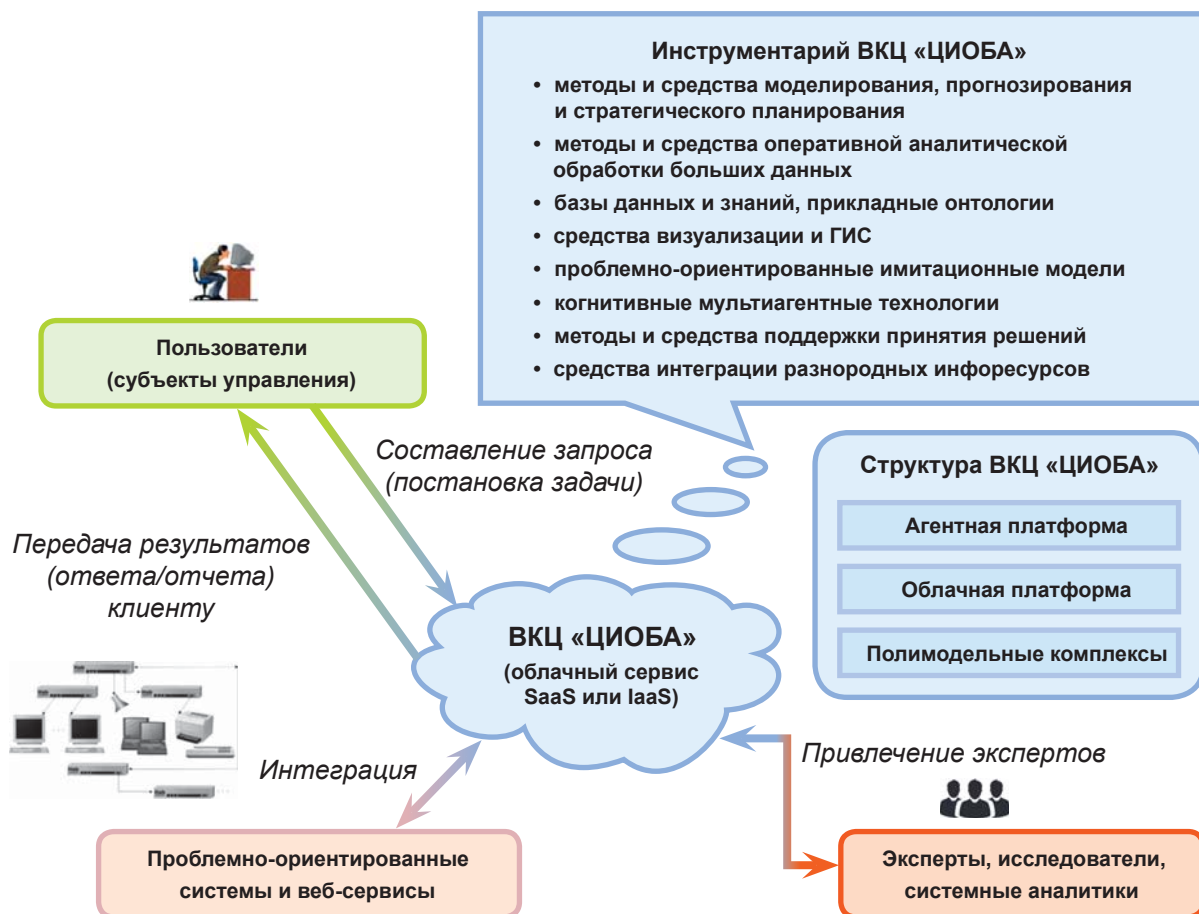 Инструментарий ВКЦ «ЦИОБА»
• методы и средства моделирования, прогнозирования
и стратегического планирования
• методы и средства оперативной аналитической
обработки больших данных
• базы данных и знаний, прикладные онтологии
• средства визуализации и ГИС
• проблемно-ориентированные имитационные модели
• когнитивные мультиагентные технологии
• методы и средства поддержки принятия решений
• средства интеграции разнородных инфоресурсов
Пользователи
(субъекты управления)
Составление запроса
(постановка задачи)
Структура ВКЦ «ЦИОБА»
Агентная платформа
Облачная платформа
Полимодельные комплексы
Передача результатов
(ответа/отчета)
клиенту
ВКЦ «ЦИОБА»
(облачный сервис
SaaS или IaaS)
Интеграция
Привлечение экспертов
Проблемно-ориентированные
системы и веб-сервисы
Эксперты, исследователи,
системные аналитики